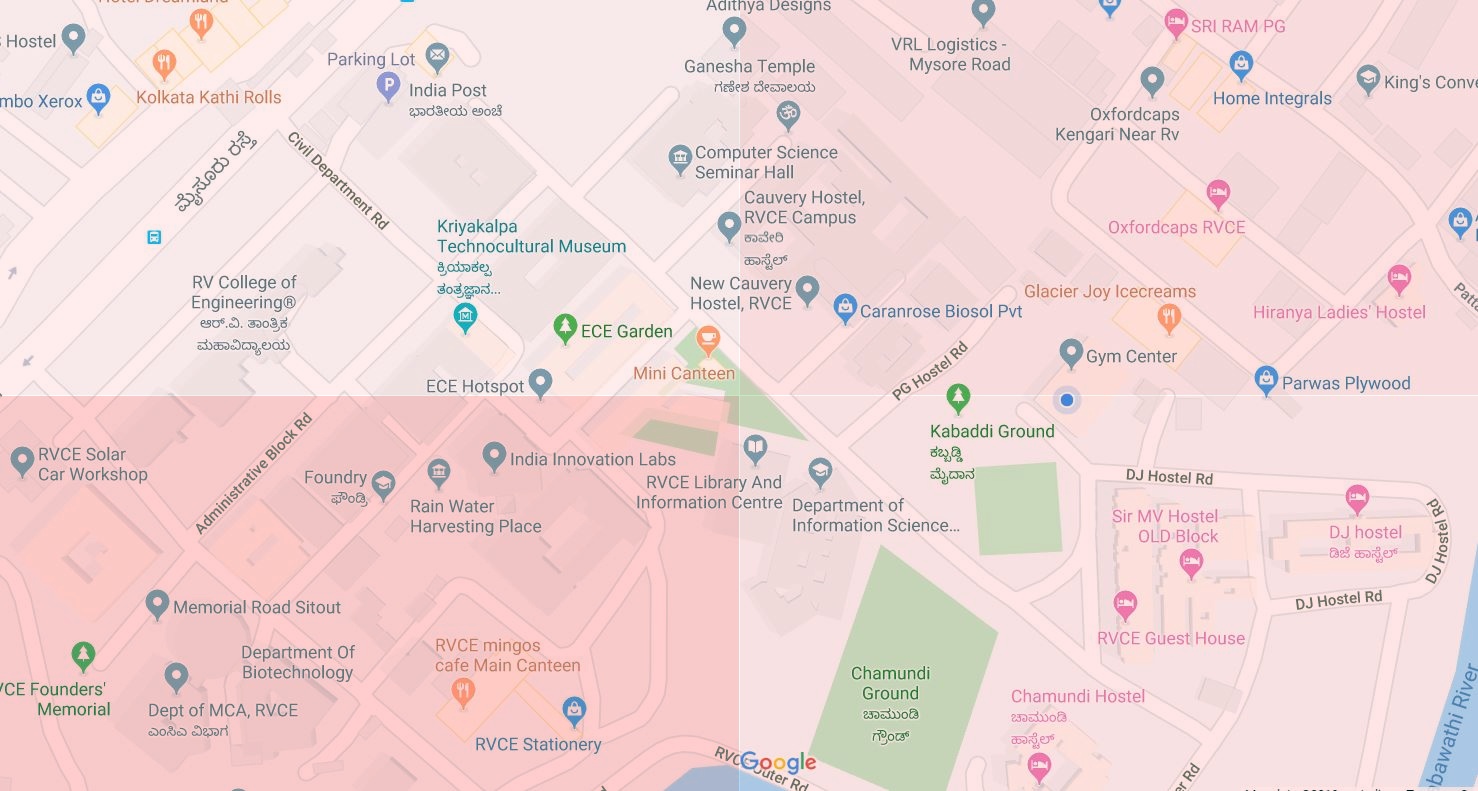 Hotel Dreamland
Adithya Designs
SRI RAM PG
Hostel
Parking Lot
VRL Logistics -
Mysore Road
Ganesha Temple
ಗಣೇಶ ದೇವಾಲಯ
India Post
ಭಾರತೀಯ ಅಂಚೆ
Kolkata Kathi Rolls
mbo Xerox
Home Integrals
King's Conve
Oxfordcaps
Kengari Near Rv
ಮೈಸೂರು ರಸ್ತೆ
Civil Department Rd
Computer Science
Seminar Hall
Cauvery Hostel,
RVCE Campus
ಕಾವೇರಿ
ಹಾಸ್ಟೆಲ್
Oxfordcaps RVCE
Kriyakalpa
Technocultural Museum
ಕ್ರಿಯಾಕಲ್ಪ
ತಂತ್ರಜ್ಞಾನ...
RV College of
Engineering®
ಆರ್.ವಿ. ತಾಂತ್ರಿಕ
ಮಹಾವಿದ್ಯಾಲಯ
New Cauvery
Hostel, RVCE
Caranrose Biosol Pvt
Glacier Joy Icecreams
Hiranya Ladies' Hostel
Patta
ECE Garden
Mini Canteen
ECE Hotspot
PG Hostel Rd
Gym Center
Parwas Plywood
Kabaddi Ground
ಕಬ್ಬಡ್ಡಿ
ಮೈದಾನ
RVCE Solar
Car Workshop
Administrative Block Rd
Foundry
ಫೌಂಡ್ರಿ
India Innovation Labs
Rain Water
Harvesting Place
RVCE Library And
Information Centre
Department of
Information Science...
DJ Hostel Rd
Sir MV Hostel
OLD Block
DJ hostel
ಡಿಜೆ ಹಾಸ್ಟೆಲ್
DJ Hostel Rd
DJ Hostel Rd
Memorial Road Sitout
RVCE Guest House
RVCE mingos
cafe Main Canteen
Department Of
Biotechnology
VCE Founders'
Memorial
Dept of MCA, RVCE
ಎಂಸಿಎ ವಿಭಾಗ
RVCE Stationery
Chamundi
Ground
ಚಾಮುಂಡಿ
ಗ್ರೌಂಡ್
Chamundi Hostel
ಚಾಮುಂಡಿ
ಹಾಸ್ಟೆಲ್
abawathi River
Google
RVC outer Rd
er Rd